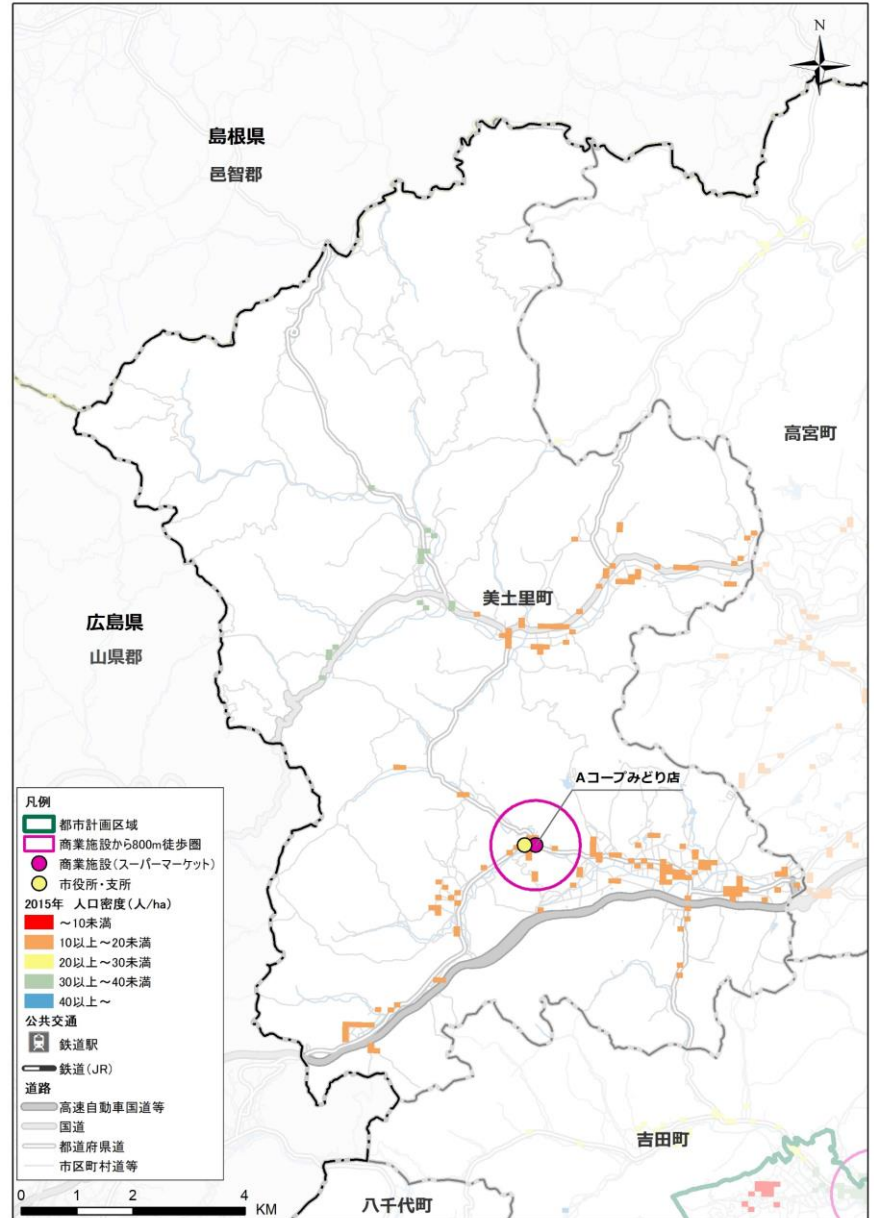 N
島根県
邑智郡
高宮町
美土里町
広島県
山県郡
Aコープみどり店
吉田町
八千代町
凡例
都市計画区域
商業施設から800m徒歩圏
商業施設(スーパーマーケット)
市役所・支所
2015年 人口密度(人/ha)
~10未満
10以上~20未満
20以上~30未満
30以上~40未満
40以上~
公共交通
鉄道駅
鉄道(JR)
道路
高速自動車国道等
国道
都道府県道
市区町村道等
0 1 2 4 KM